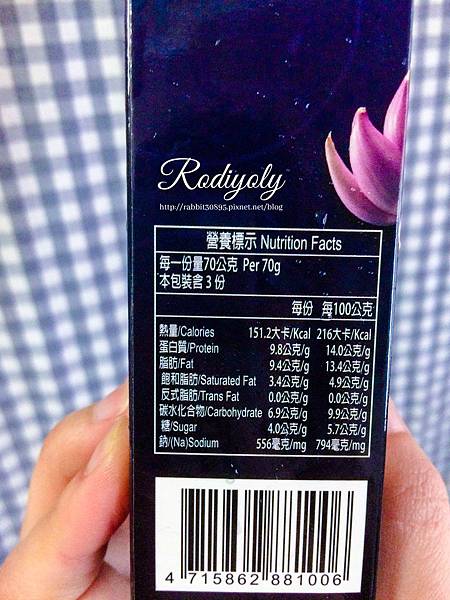 Rodiyoly
http://rabbit30895.pixnet.net/blog
營養標示 Nutrition Facts
每一份量70公克 Per 70g
本包裝含 3 份
每份 每100公克
熱量/Calories 151.2大卡/Kcal 216大卡/Kcal
蛋白質/Protein 9.8公克/g 14.0公克/g
脂肪/Fat 9.4公克/g 13.4公克/g
飽和脂肪/Saturated Fat 3.4公克/g 4.9公克/g
反式脂肪/Trans Fat 0.0公克/g 0.0公克/g
碳水化合物/Carbohydrate 6.9公克/g 9.9公克/g
糖/Sugar 4.0公克/g 5.7公克/g
鈉/(Na)Sodium 556毫克/mg 794毫克/mg
4 715862 881006